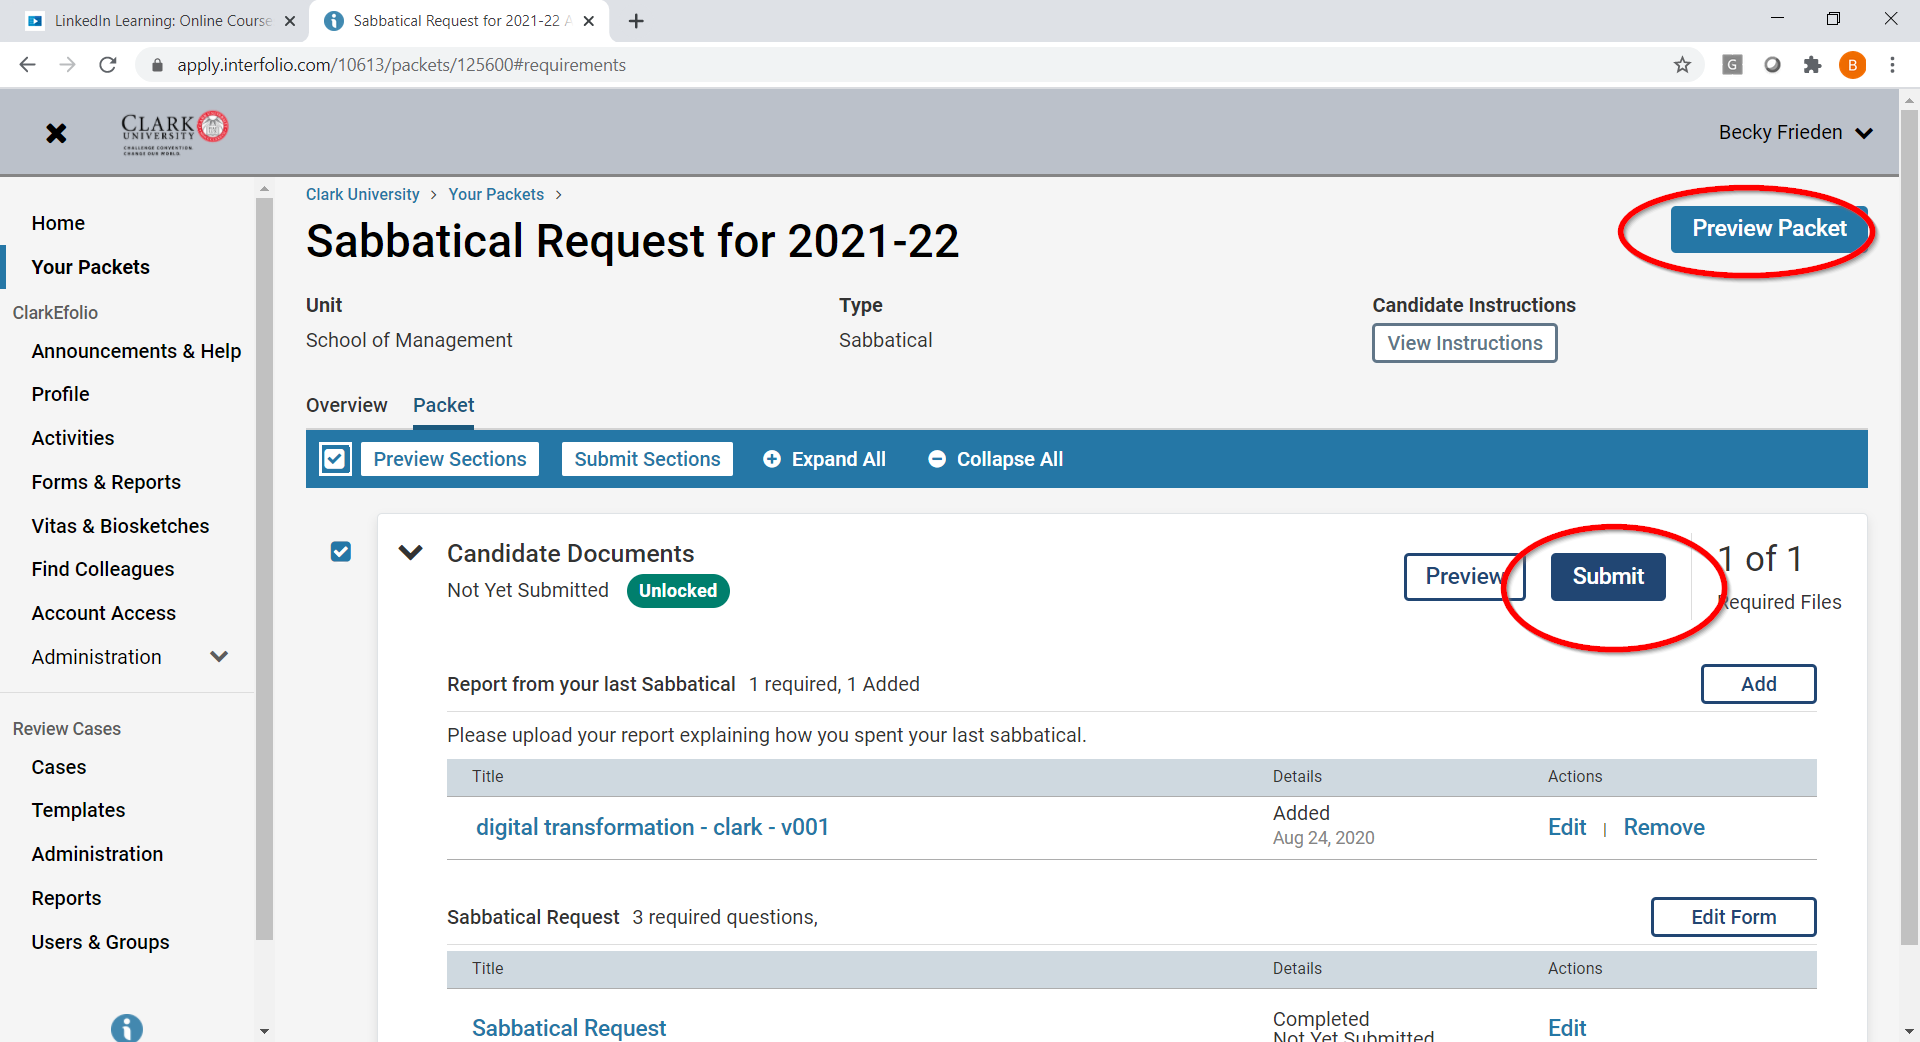 LinkedIn Learning: Online Course
Sabbatical Request for 2021-22 A
apply.interfolio.com/10613/packets/125600#requirements
G
B
CLARK
UNIVERSITY
CHALLENGE CONVENTION.
CHANGE OUR WORLD.
Becky Frieden
Home
Your Packets
ClarkEfolio
Announcements & Help
Profile
Activities
Forms & Reports
Vitas & Biosketches
Find Colleagues
Account Access
Administration
Review Cases
Cases
Templates
Administration
Reports
Users & Groups
Clark University > Your Packets >
Sabbatical Request for 2021-22
Preview Packet
Unit
School of Management
Type
Sabbatical
Candidate Instructions
View Instructions
Overview Packet
Preview Sections Submit Sections Expand All Collapse All
Candidate Documents
Not Yet Submitted Unlocked
Preview Submit
1 of 1
Required Files
Report from your last Sabbatical 1 required, 1 Added
Add
Please upload your report explaining how you spent your last sabbatical.
Title Details Actions
digital transformation - clark - v001
Added
Aug 24, 2020
Edit | Remove
Sabbatical Request 3 required questions,
Edit Form
Title Details Actions
Sabbatical Request
Completed
Not Yet Submitted
Edit